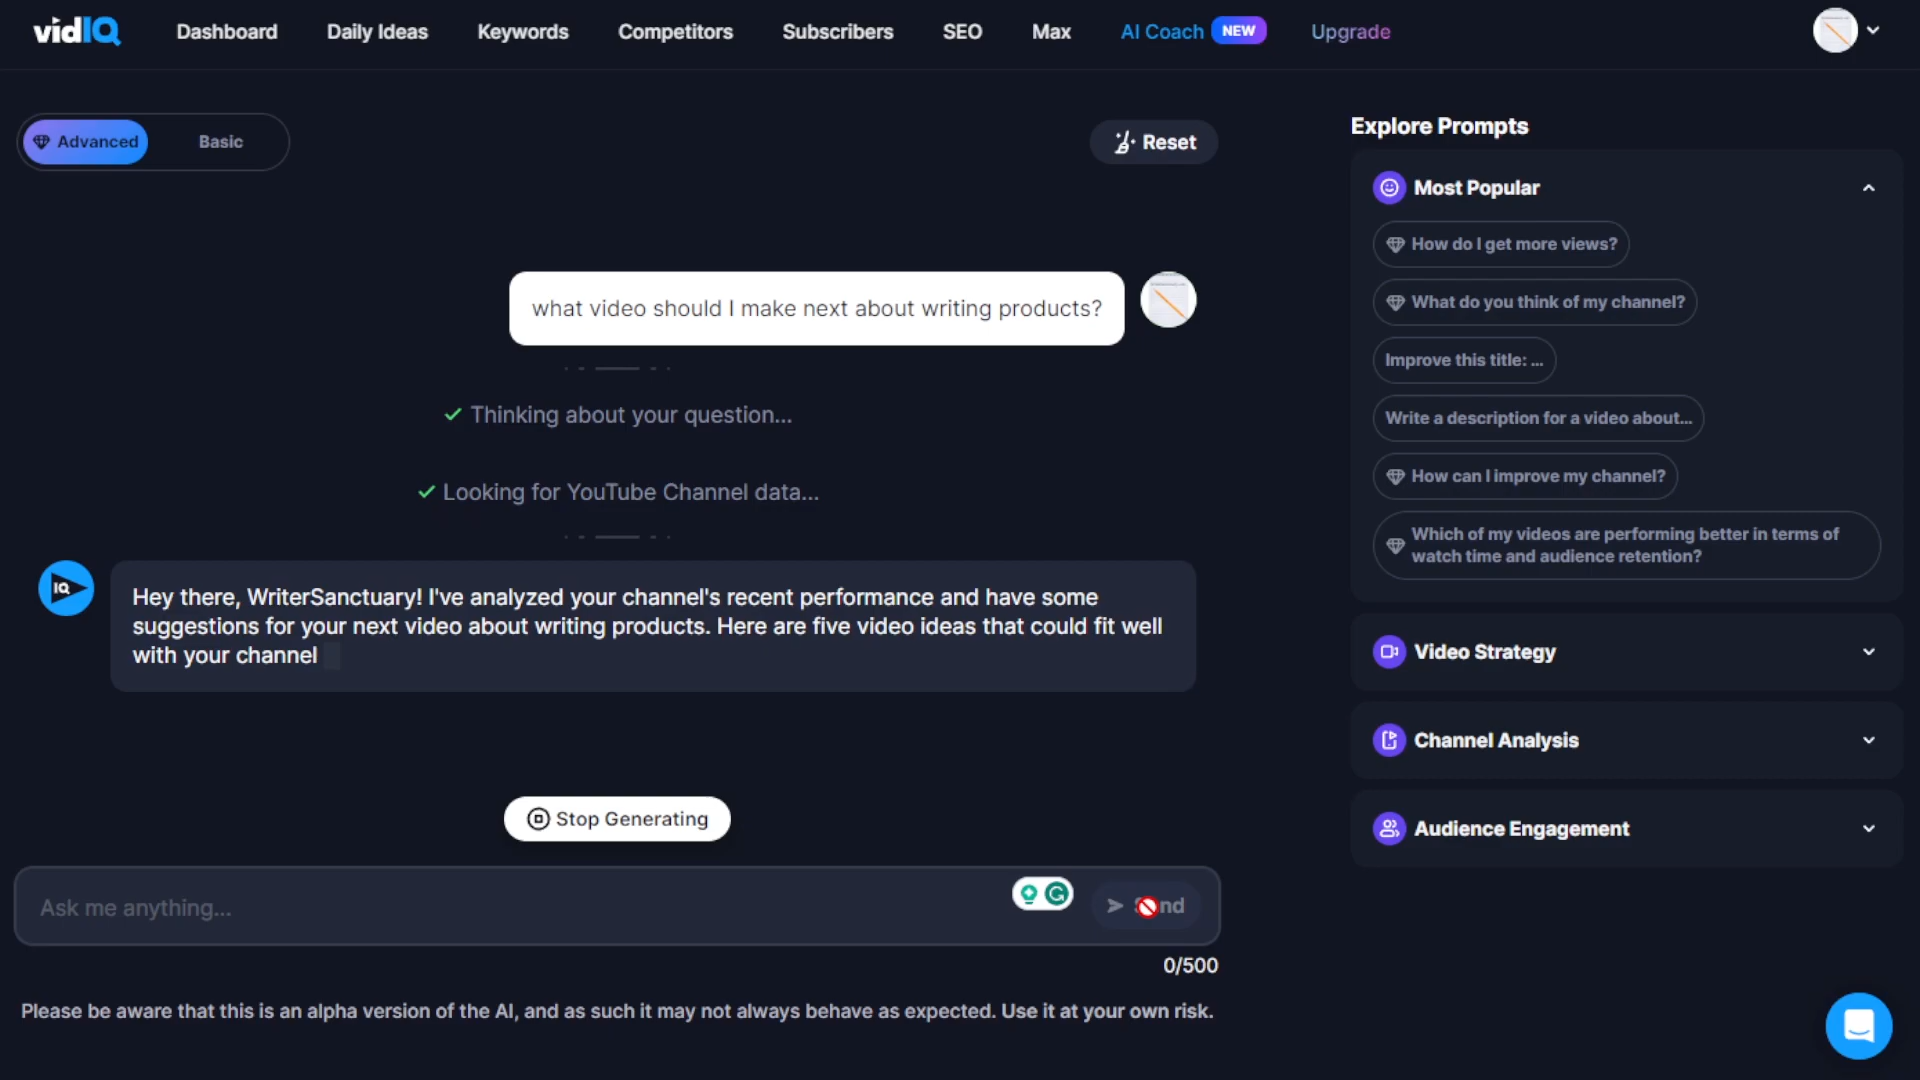 vidIQ
Dashboard
Daily Ideas
Keywords
Competitors
Subscribers
SEO
Max
AI Coach NEW
Upgrade
Advanced
Basic
Reset
what video should I make next about writing products?
Thinking about your question...
Looking for YouTube Channel data...
IQ
Hey there, WriterSanctuary! I've analyzed your channel's recent performance and have some
suggestions for your next video about writing products. Here are five video ideas that could fit well
with your channel
Stop Generating
Ask me anything...
0/500
Please be aware that this is an alpha version of the AI, and as such it may not always behave as expected. Use it at your own risk.
Explore Prompts
Most Popular
How do I get more views?
What do you think of my channel?
Improve this title: ...
Write a description for a video about...
How can I improve my channel?
Which of my videos are performing better in terms of
watch time and audience retention?
Video Strategy
Channel Analysis
Audience Engagement